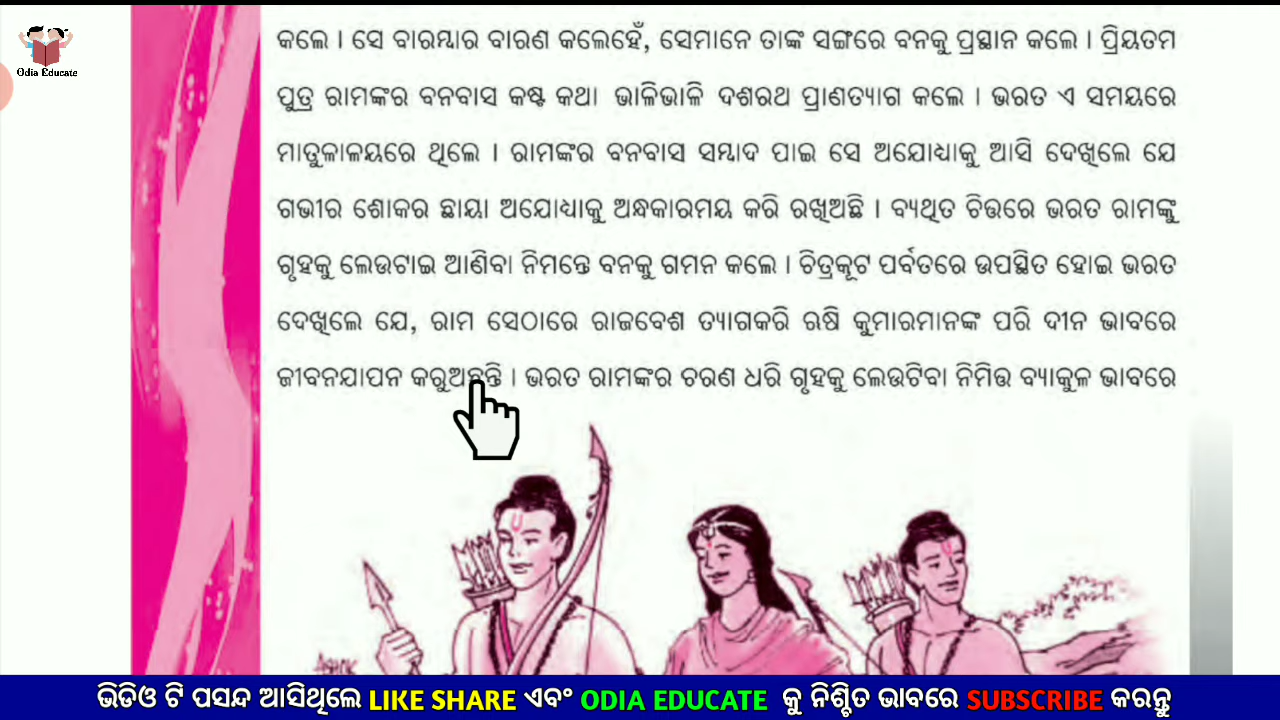 Odia Educate
କଲେ । ସେ ବାରମ୍ବାର ବାରଣ କଲେହେଁ, ସେମାନେ ତାଙ୍କ ସଙ୍ଗରେ ବନକୁ ପ୍ରସ୍ଥାନ କଲେ । ପ୍ରିୟତମ
ପୁତ୍ର ରାମଙ୍କର ବନବାସ କଷ୍ଟ କଥା ଭାଳିଭାଳି ଦଶରଥ ପ୍ରାଣତ୍ୟାଗ କଲେ । ଭରତ ଏ ସମୟରେ
ମାତୁଳାଳୟରେ ଥିଲେ । ରାମଙ୍କର ବନବାସ ସମ୍ବାଦ ପାଇ ସେ ଅଯୋଧ୍ୟାକୁ ଆସି ଦେଖିଲେ ଯେ
ଗଭୀର ଶୋକର ଛାୟା ଅଯୋଧ୍ୟାକୁ ଅନ୍ଧକାରମୟ କରି ରଖିଅଛି । ବ୍ୟଥିତ ଚିତ୍ତରେ ଭରତ ରାମଙ୍କୁ
ଗୃହକୁ ଲେଉଟାଇ ଆଣିବା ନିମନ୍ତେ ବନକୁ ଗମନ କଲେ । ଚିତ୍ରକୂଟ ପର୍ବତରେ ଉପସ୍ଥିତ ହୋଇ ଭରତ
ଦେଖିଲେ ଯେ, ରାମ ସେଠାରେ ରାଜବେଶ ତ୍ୟାଗକରି ଋଷି କୁମାରମାନଙ୍କ ପରି ଦୀନ ଭାବରେ
ଜୀବନଯାପନ କରୁଅଛନ୍ତି । ଭରତ ରାମଙ୍କର ଚରଣ ଧରି ଗୃହକୁ ଲେଉଟିବା ନିମିତ୍ତ ବ୍ୟାକୁଳ ଭାବରେ
ASHOK
ଭିଡିଓ ଟି ପସନ୍ଦ ଆସିଥିଲେ LIKE SHARE ଏବଂ ODIA EDUCATE କୁ ନିଶ୍ଚିତ ଭାବରେ SUBSCRIBE କରନ୍ତୁ